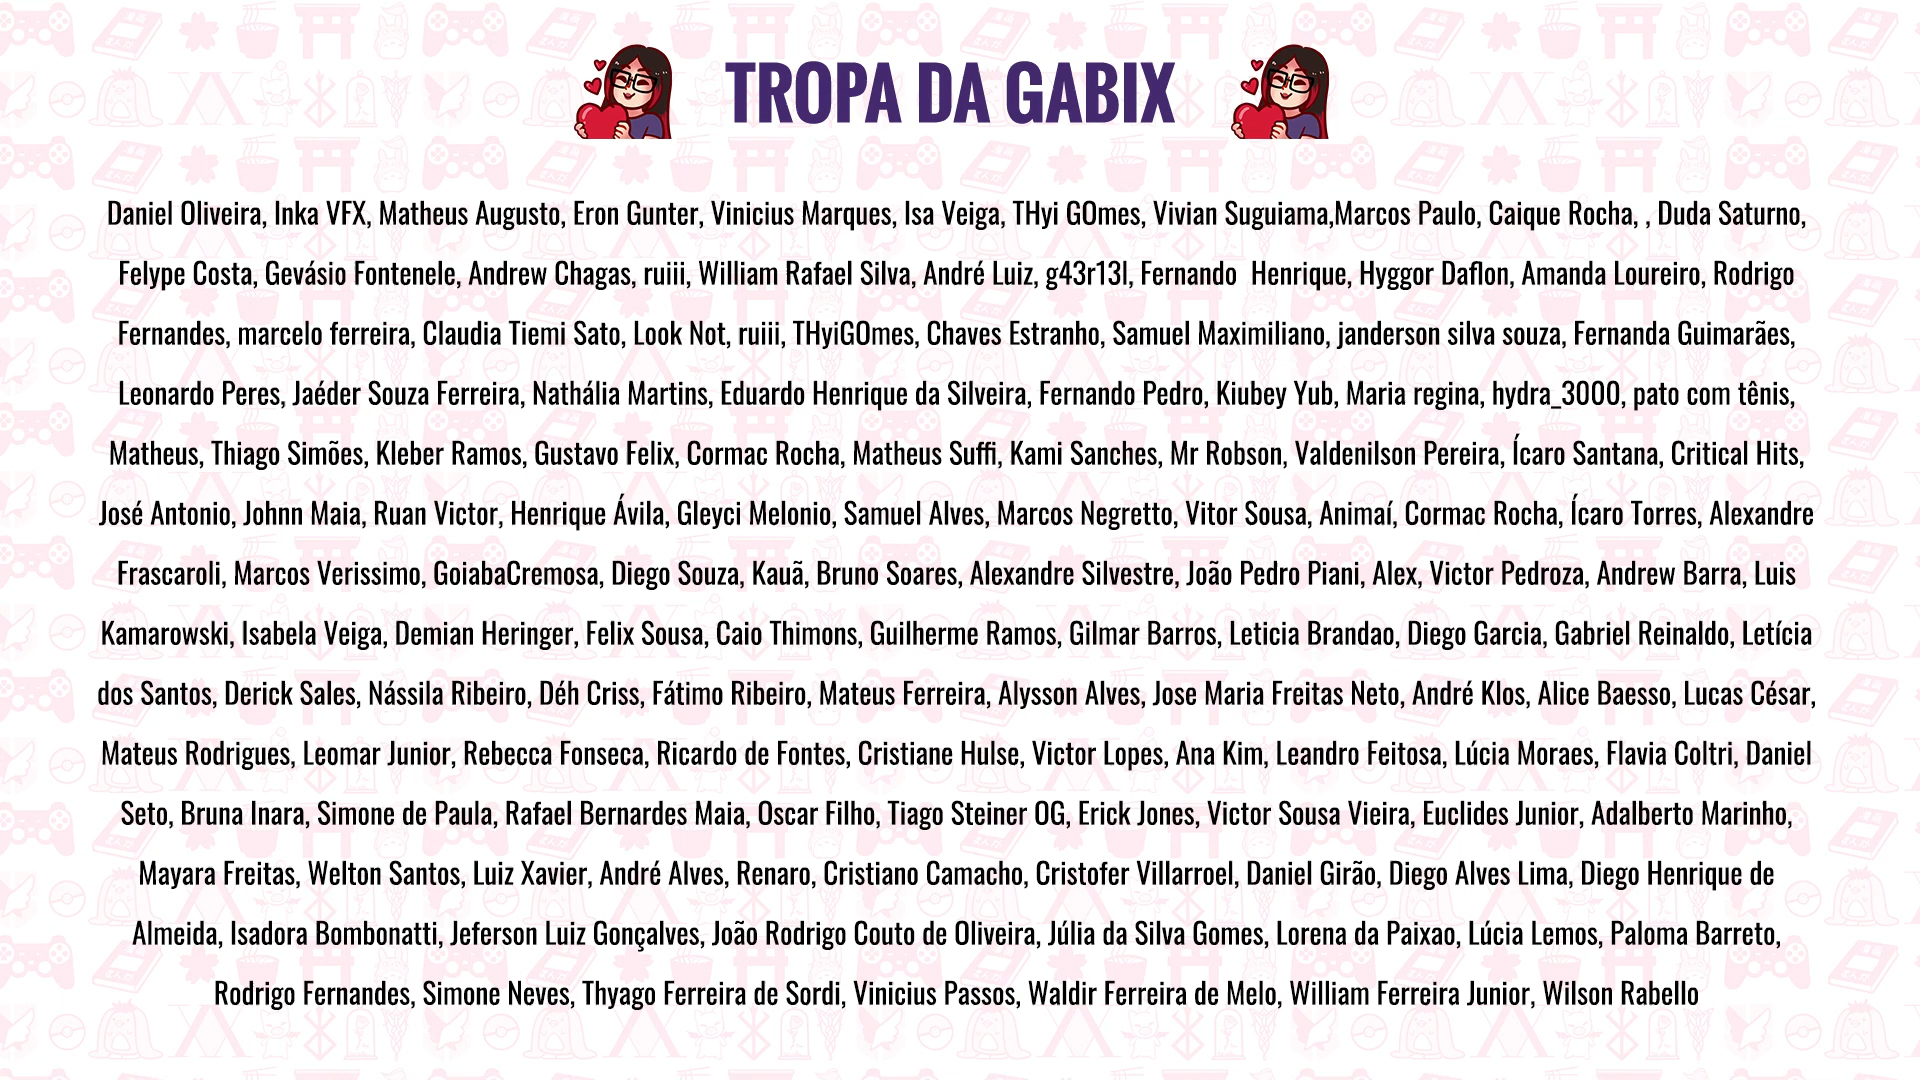 TROPA DA GABIX
Daniel Oliveira, Inka VFX, Matheus Augusto, Eron Gunter, Vinicius Marques, Isa Veiga, THyi GOmes, Vivian Suguiama,Marcos Paulo, Caique Rocha, , Duda Saturno,
Felype Costa, Gevásio Fontenele, Andrew Chagas, ruiii, William Rafael Silva, André Luiz, g43r13l, Fernando  Henrique, Hyggor Daflon, Amanda Loureiro, Rodrigo
Fernandes, marcelo ferreira, Claudia Tiemi Sato, Look Not, ruiii, THyiGOmes, Chaves Estranho, Samuel Maximiliano, janderson silva souza, Fernanda Guimarães,
Leonardo Peres, Jaéder Souza Ferreira, Nathália Martins, Eduardo Henrique da Silveira, Fernando Pedro, Kiubey Yub, Maria regina, hydra_3000, pato com tênis,
Matheus, Thiago Simões, Kleber Ramos, Gustavo Felix, Cormac Rocha, Matheus Suffi, Kami Sanches, Mr Robson, Valdenilson Pereira, Ícaro Santana, Critical Hits,
José Antonio, Johnn Maia, Ruan Victor, Henrique Ávila, Gleyci Melonio, Samuel Alves, Marcos Negretto, Vitor Sousa, Animaí, Cormac Rocha, Ícaro Torres, Alexandre
Frascaroli, Marcos Verissimo, GoiabaCremosa, Diego Souza, Kauã, Bruno Soares, Alexandre Silvestre, João Pedro Piani, Alex, Victor Pedroza, Andrew Barra, Luis
Kamarowski, Isabela Veiga, Demian Heringer, Felix Sousa, Caio Thimons, Guilherme Ramos, Gilmar Barros, Leticia Brandao, Diego Garcia, Gabriel Reinaldo, Letícia
dos Santos, Derick Sales, Nássila Ribeiro, Déh Criss, Fátimo Ribeiro, Mateus Ferreira, Alysson Alves, Jose Maria Freitas Neto, André Klos, Alice Baesso, Lucas César,
Mateus Rodrigues, Leomar Junior, Rebecca Fonseca, Ricardo de Fontes, Cristiane Hulse, Victor Lopes, Ana Kim, Leandro Feitosa, Lúcia Moraes, Flavia Coltri, Daniel
Seto, Bruna Inara, Simone de Paula, Rafael Bernardes Maia, Oscar Filho, Tiago Steiner OG, Erick Jones, Victor Sousa Vieira, Euclides Junior, Adalberto Marinho,
Mayara Freitas, Welton Santos, Luiz Xavier, André Alves, Renaro, Cristiano Camacho, Cristofer Villarroel, Daniel Girão, Diego Alves Lima, Diego Henrique de
Almeida, Isadora Bombonatti, Jeferson Luiz Gonçalves, João Rodrigo Couto de Oliveira, Júlia da Silva Gomes, Lorena da Paixao, Lúcia Lemos, Paloma Barreto,
Rodrigo Fernandes, Simone Neves, Thyago Ferreira de Sordi, Vinicius Passos, Waldir Ferreira de Melo, William Ferreira Junior, Wilson Rabello